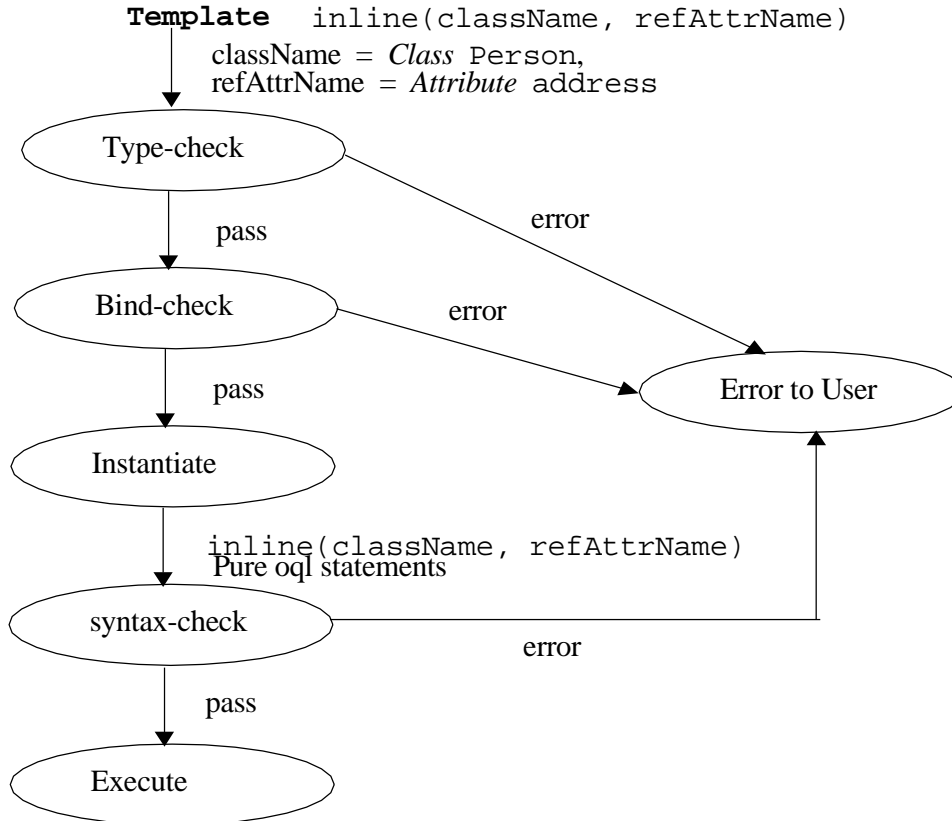 Template inline(className, refAttrName)
className = Class Person,
refAttrName = Attribute address
Type-check
error
pass
Bind-check
error
Error to User
pass
Instantiate
inline(className, refAttrName)
Pure oql statements
syntax-check
error
pass
Execute